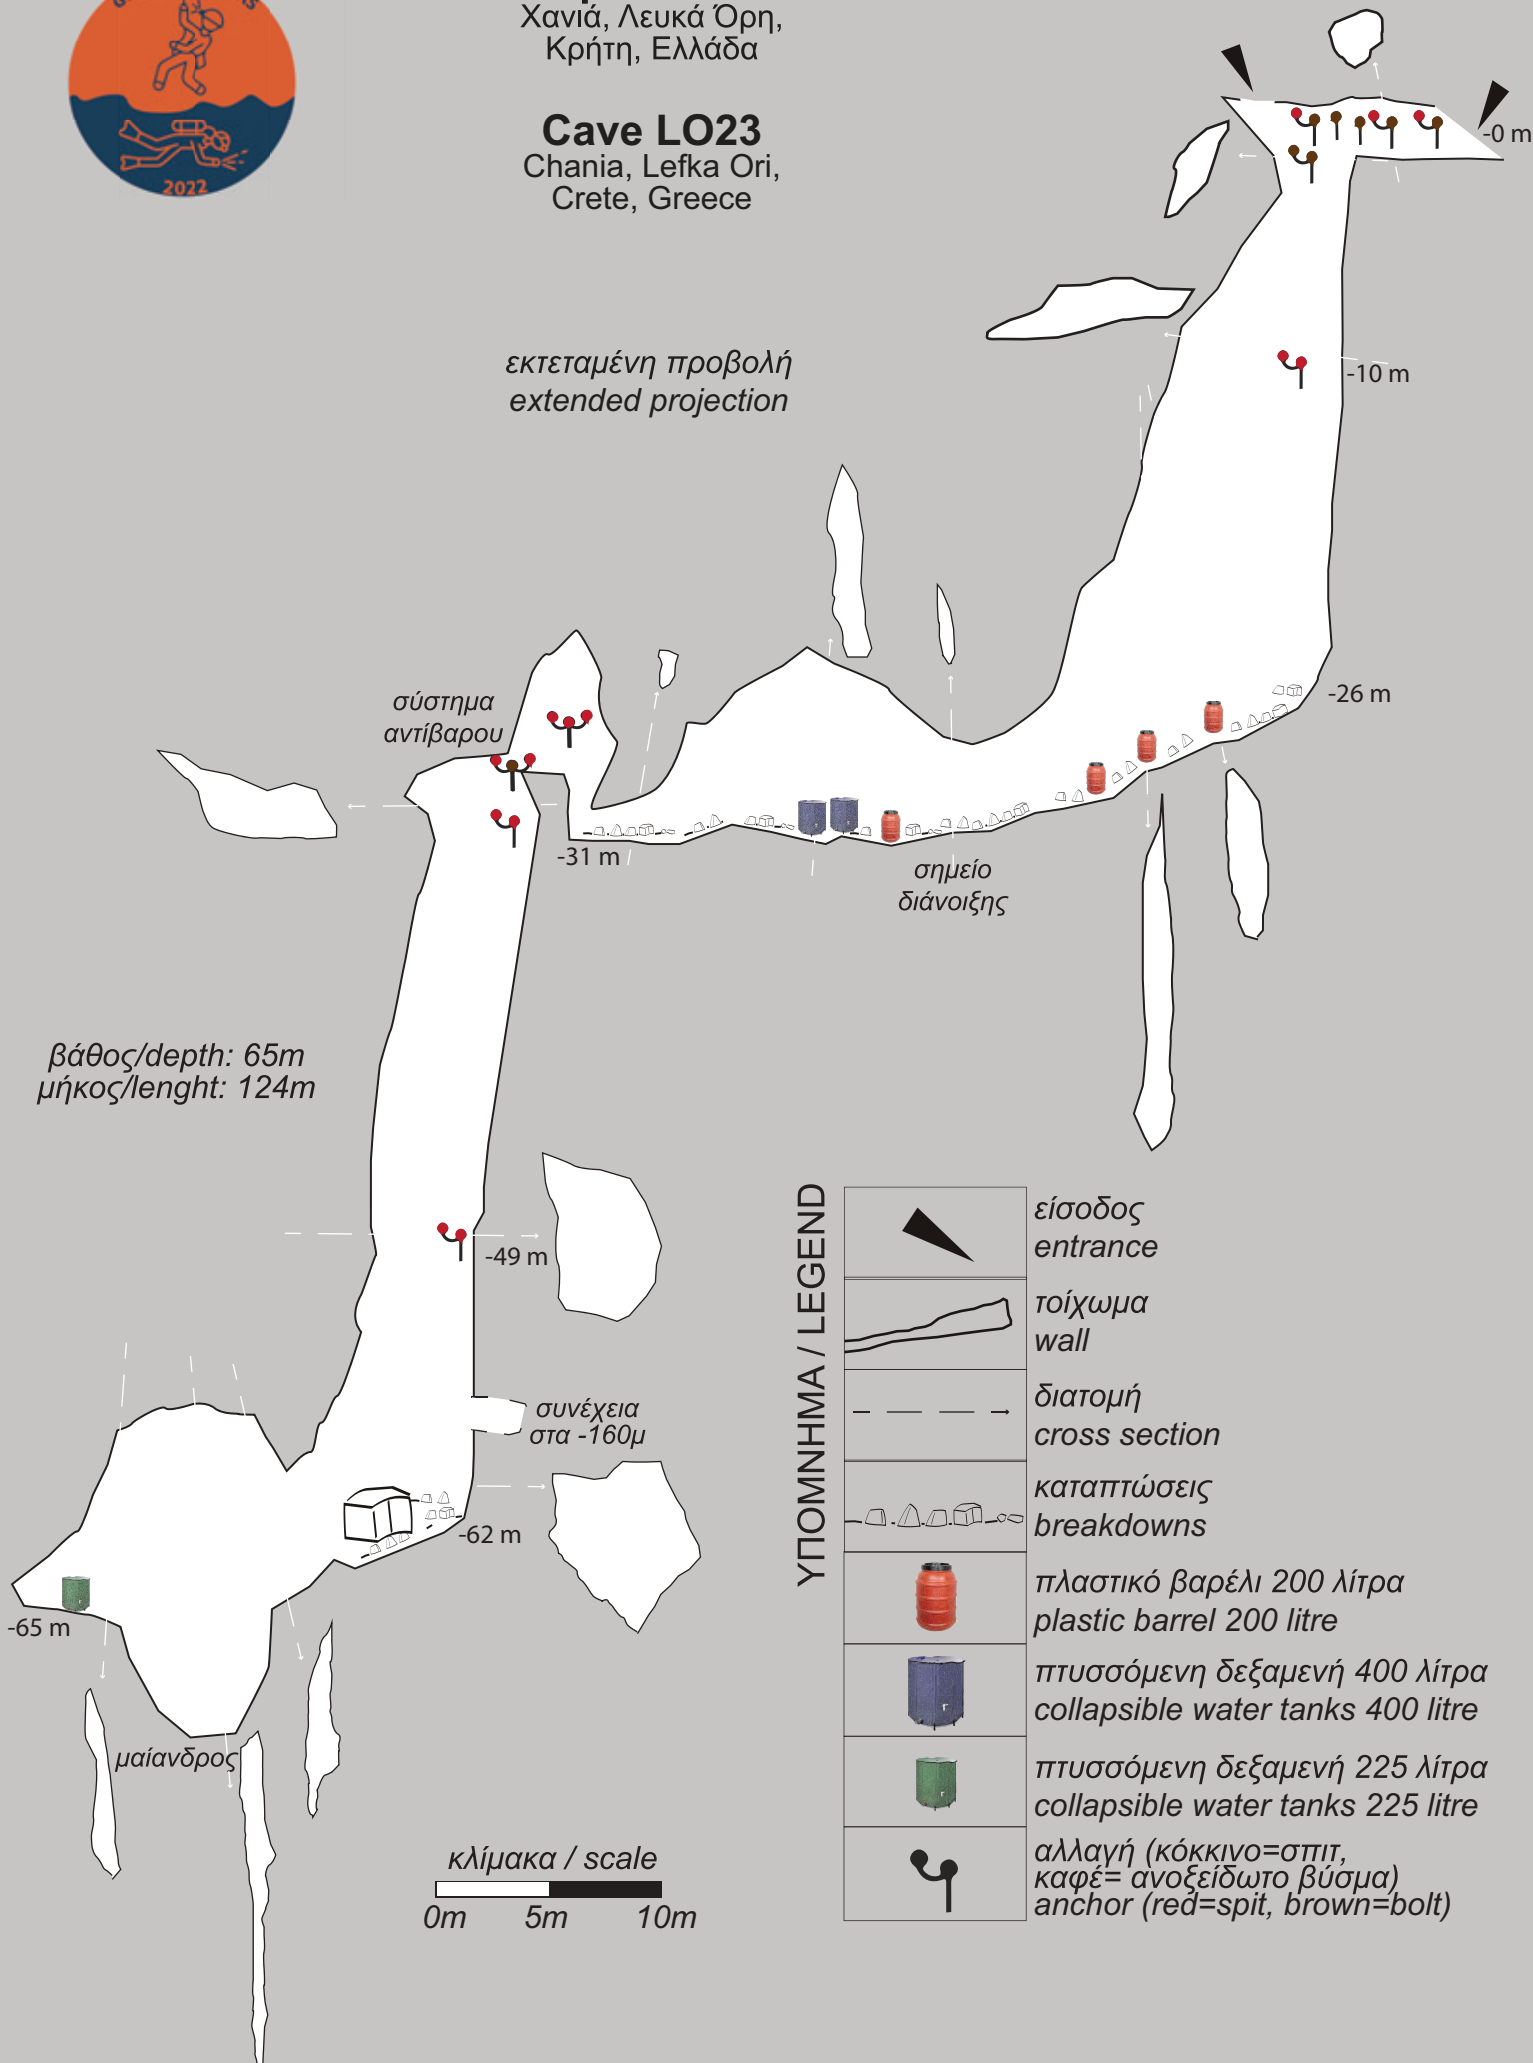 2022
Χανιά, Λευκά Όρη,
Κρήτη, Ελλάδα
Cave LO23
Chania, Lefka Ori,
Crete, Greece
-0 m
εκτεταμένη προβολή
extended projection
-10 m
-26 m
σύστημα
αντίβαρου
-31 m
σημείο
διάνοιξης
βάθος/depth: 65m
μήκος/lenght: 124m
-49 m
συνέχεια
στα -160μ
-62 m
-65 m
μαίανδρος
κλίμακα / scale
0m 5m 10m
ΥΠΟΜΝΗΜΑ / LEGEND
είσοδος
entrance
τοίχωμα
wall
διατομή
cross section
καταπτώσεις
breakdowns
πλαστικό βαρέλι 200 λίτρα
plastic barrel 200 litre
πτυσσόμενη δεξαμενή 400 λίτρα
collapsible water tanks 400 litre
πτυσσόμενη δεξαμενή 225 λίτρα
collapsible water tanks 225 litre
αλλαγή (κόκκινο=σπιτ,
καφέ= ανοξείδωτο βύσμα)
anchor (red=spit, brown=bolt)